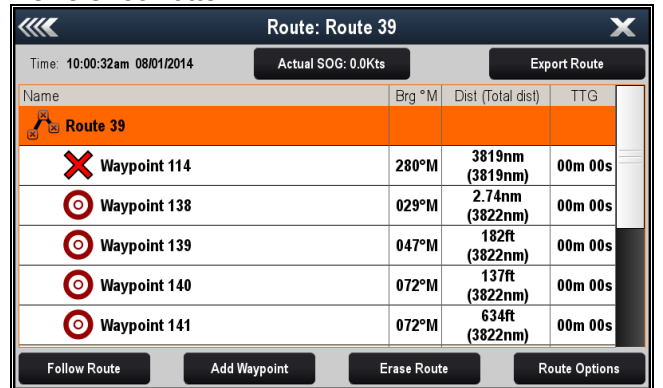 Route: Route 39
Time: 10:00:32am 08/01/2014
Actual SOG: 0.0Kts
Export Route
Name Brg °M Dist (Total dist) TTG
Route 39
Waypoint 114 280°M 3819nm (3819nm) 00m 00s
Waypoint 138 029°M 2.74nm (3822nm) 00m 00s
Waypoint 139 047°M 182ft (3822nm) 00m 00s
Waypoint 140 072°M 137ft (3822nm) 00m 00s
Waypoint 141 072°M 634ft (3822nm) 00m 00s
Follow Route
Add Waypoint
Erase Route
Route Options